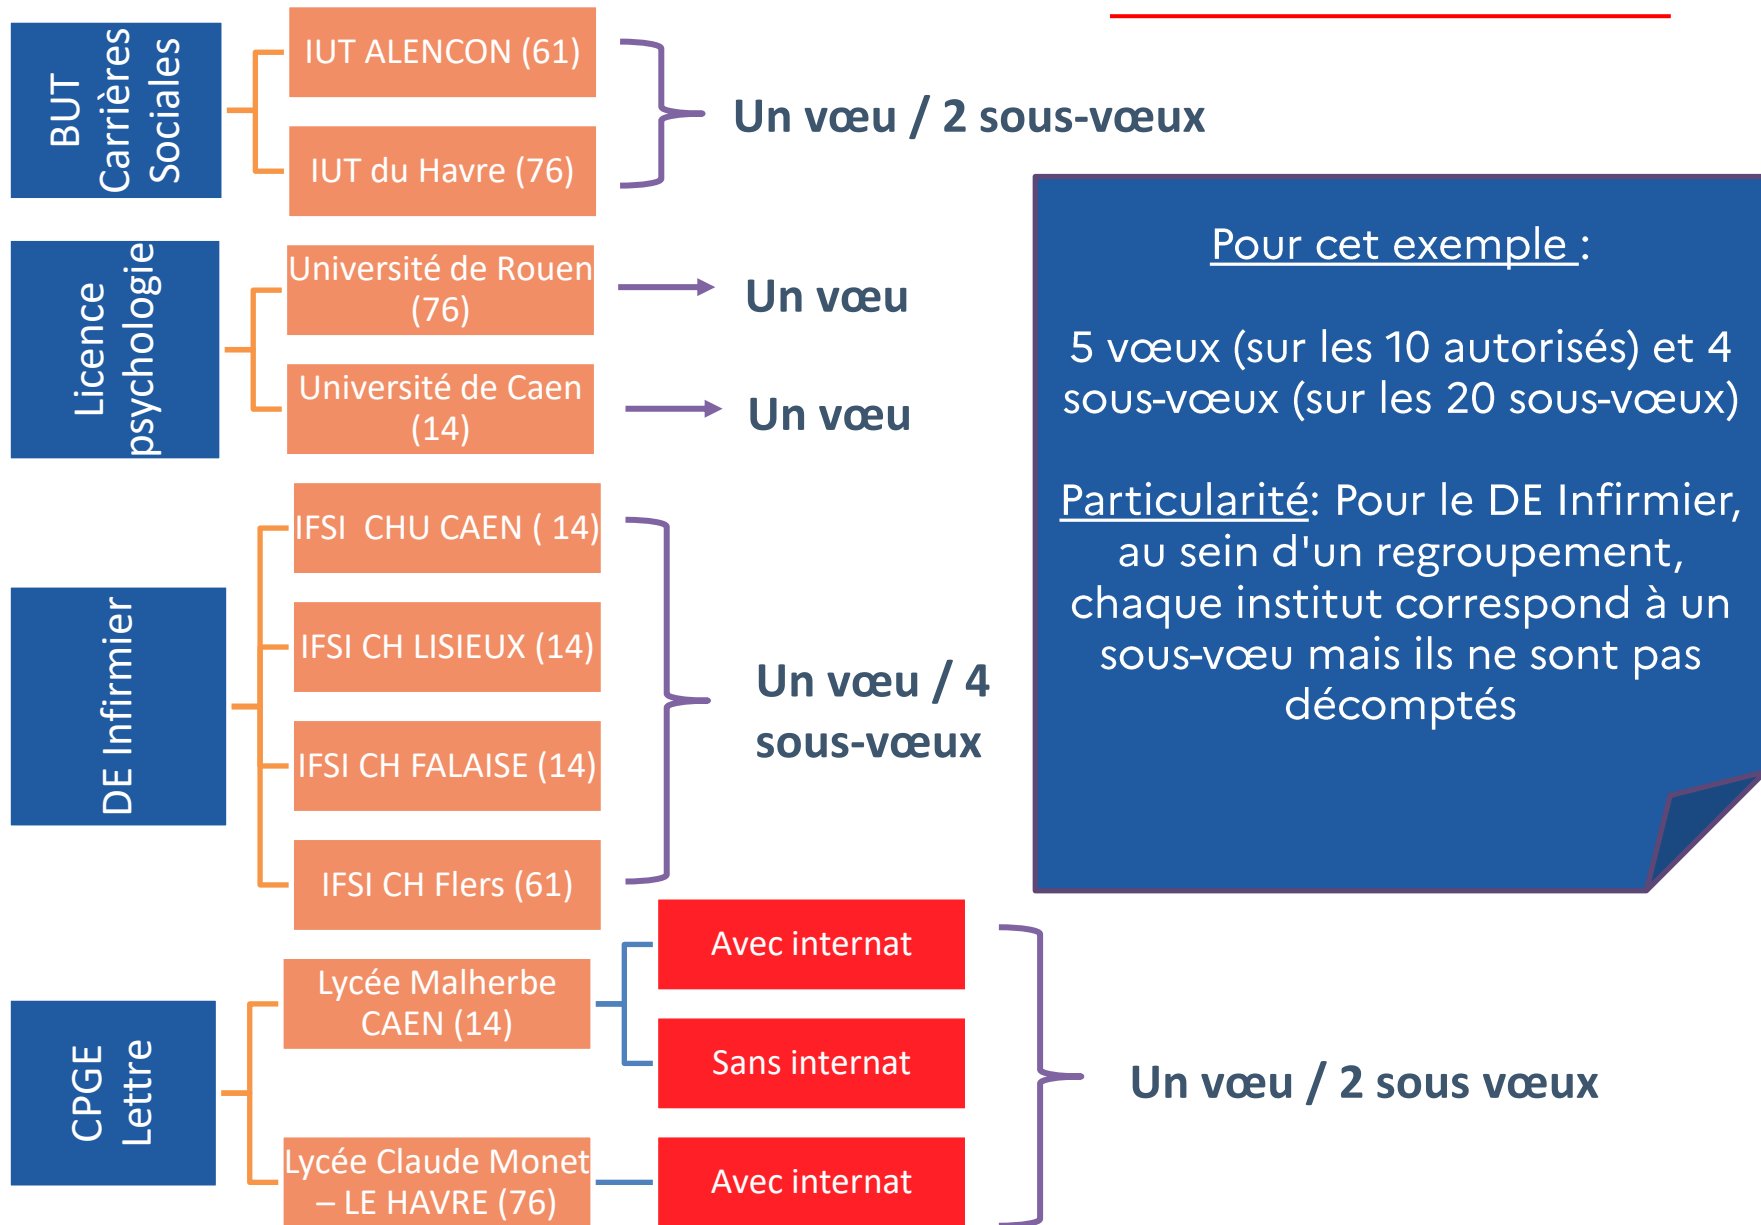 BUT
Carrières
Sociales
IUT ALENCON (61)
IUT du Havre (76)
Un vœu / 2 sous-vœux
Licence
psychologie
Université de Rouen
(76)
Un vœu
Université de Caen
(14)
Un vœu
DE Infirmier
IFSI  CHU CAEN ( 14)
IFSI CH LISIEUX (14)
IFSI CH FALAISE (14)
IFSI CH Flers (61)
Un vœu / 4
sous-vœux
CPGE
Lettre
Lycée Malherbe
CAEN (14)
Avec internat
Sans internat
Lycée Claude Monet
– LE HAVRE (76)
Avec internat
Un vœu / 2 sous vœux
Pour cet exemple :
5 vœux (sur les 10 autorisés) et 4
sous-vœux (sur les 20 sous-vœux)
Particularité: Pour le DE Infirmier,
au sein d'un regroupement,
chaque institut correspond à un
sous-vœu mais ils ne sont pas
décomptés